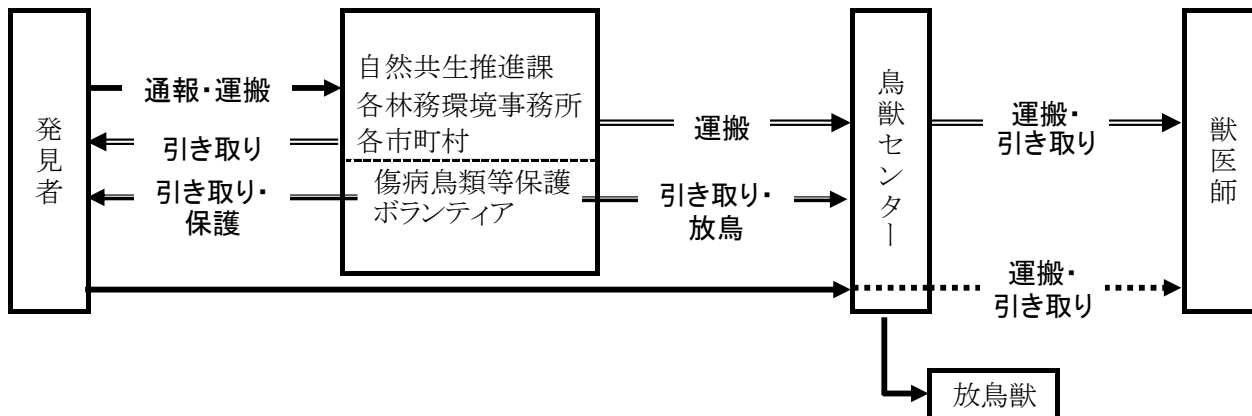 発見者
通報・運搬
引き取り
引き取り・
保護
自然共生推進課
各林務環境事務所
各市町村
傷病鳥類等保護
ボランティア
運搬
引き取り・
放鳥
鳥獣センター
運搬・
引き取り
運搬・
引き取り
獣医師
放鳥獣